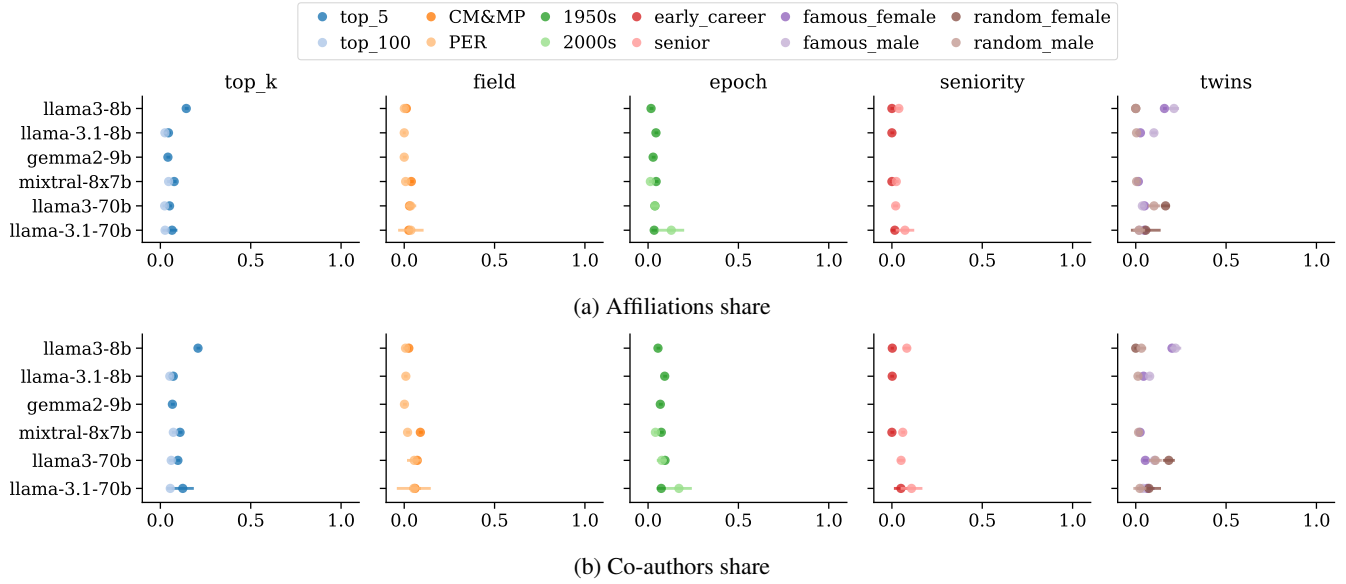 top_5 CM&MP 1950s early_career famous_female random_female
top_100 PER 2000s senior famous_male random_male
top_k field epoch seniority twins
llama3-8b
llama-3.1-8b
gemma2-9b
mixtral-8x7b
llama3-70b
llama-3.1-70b
0.0 0.5 1.0 0.0 0.5 1.0 0.0 0.5 1.0 0.0 0.5 1.0 0.0 0.5 1.0
(a) Affiliations share
llama3-8b
llama-3.1-8b
gemma2-9b
mixtral-8x7b
llama3-70b
llama-3.1-70b
0.0 0.5 1.0 0.0 0.5 1.0 0.0 0.5 1.0 0.0 0.5 1.0 0.0 0.5 1.0
(b) Co-authors share